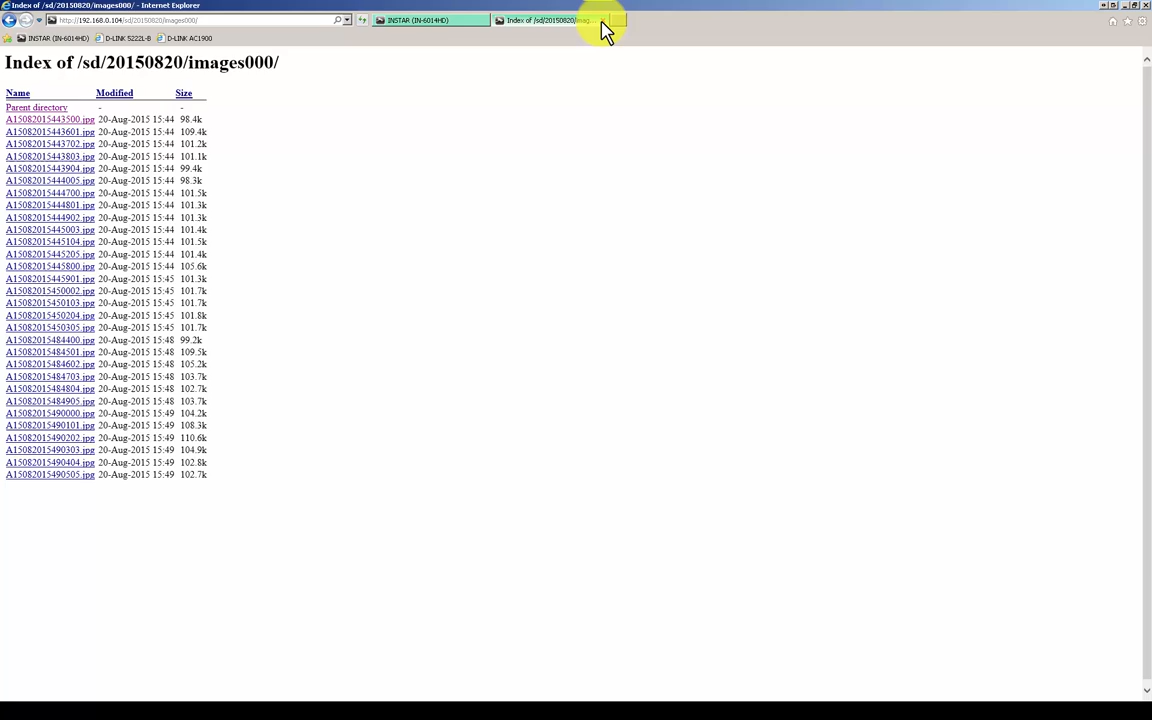 Index of /sd/20150820/images000/ - Internet Explorer
http://192.168.0.104/sd/20150820/images000/
INSTAR (IN-6014HD)
Index of /sd/20150820/imag...
INSTAR (IN-6014HD) D-LINK 5222L-B D-LINK AC1900
Index of /sd/20150820/images000/
Name Modified Size
Parent directory - -
A15082015443500.jpg 20-Aug-2015 15:44 98.4k
A15082015443601.jpg 20-Aug-2015 15:44 109.4k
A15082015443702.jpg 20-Aug-2015 15:44 101.2k
A15082015443803.jpg 20-Aug-2015 15:44 101.1k
A15082015443904.jpg 20-Aug-2015 15:44 99.4k
A15082015444005.jpg 20-Aug-2015 15:44 98.3k
A15082015444700.jpg 20-Aug-2015 15:44 101.5k
A15082015444801.jpg 20-Aug-2015 15:44 101.3k
A15082015444902.jpg 20-Aug-2015 15:44 101.3k
A15082015445003.jpg 20-Aug-2015 15:44 101.4k
A15082015445104.jpg 20-Aug-2015 15:44 101.5k
A15082015445205.jpg 20-Aug-2015 15:44 101.4k
A15082015445800.jpg 20-Aug-2015 15:44 105.6k
A15082015445901.jpg 20-Aug-2015 15:45 101.3k
A15082015450002.jpg 20-Aug-2015 15:45 101.7k
A15082015450103.jpg 20-Aug-2015 15:45 101.7k
A15082015450204.jpg 20-Aug-2015 15:45 101.8k
A15082015450305.jpg 20-Aug-2015 15:45 101.7k
A15082015484400.jpg 20-Aug-2015 15:48 99.2k
A15082015484501.jpg 20-Aug-2015 15:48 109.5k
A15082015484602.jpg 20-Aug-2015 15:48 105.2k
A15082015484703.jpg 20-Aug-2015 15:48 103.7k
A15082015484804.jpg 20-Aug-2015 15:48 102.7k
A15082015484905.jpg 20-Aug-2015 15:48 103.7k
A15082015490000.jpg 20-Aug-2015 15:49 104.2k
A15082015490101.jpg 20-Aug-2015 15:49 108.3k
A15082015490202.jpg 20-Aug-2015 15:49 110.6k
A15082015490303.jpg 20-Aug-2015 15:49 104.9k
A15082015490404.jpg 20-Aug-2015 15:49 102.8k
A15082015490505.jpg 20-Aug-2015 15:49 102.7k